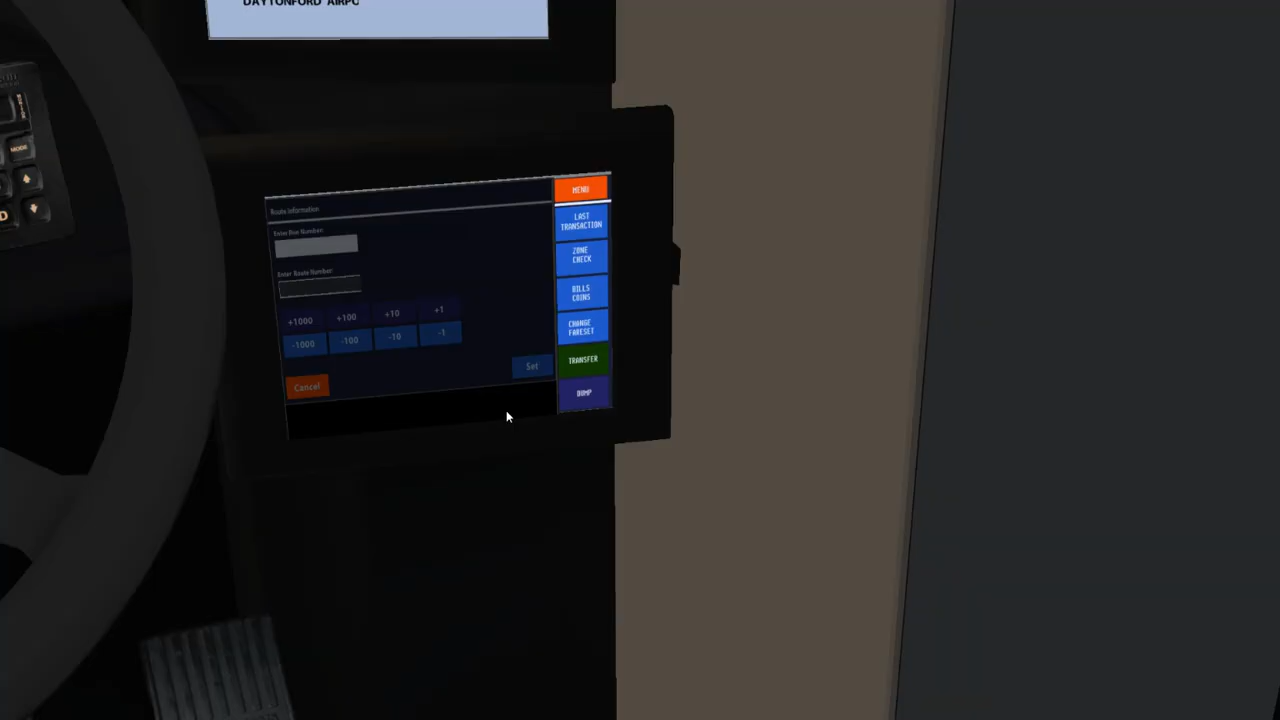 DAYTONFORD AIRPO
MODE
D
MENU
Route Information
LAST
TRANSACTION
Enter Run Number:
ZONE
CHECK
Enter Route Number:
BILLS
COINS
+1000 +100 +10 +1
CHANGE
FARESET
-1000 -100 -10 -1
TRANSFER
Set
Cancel
DUMP